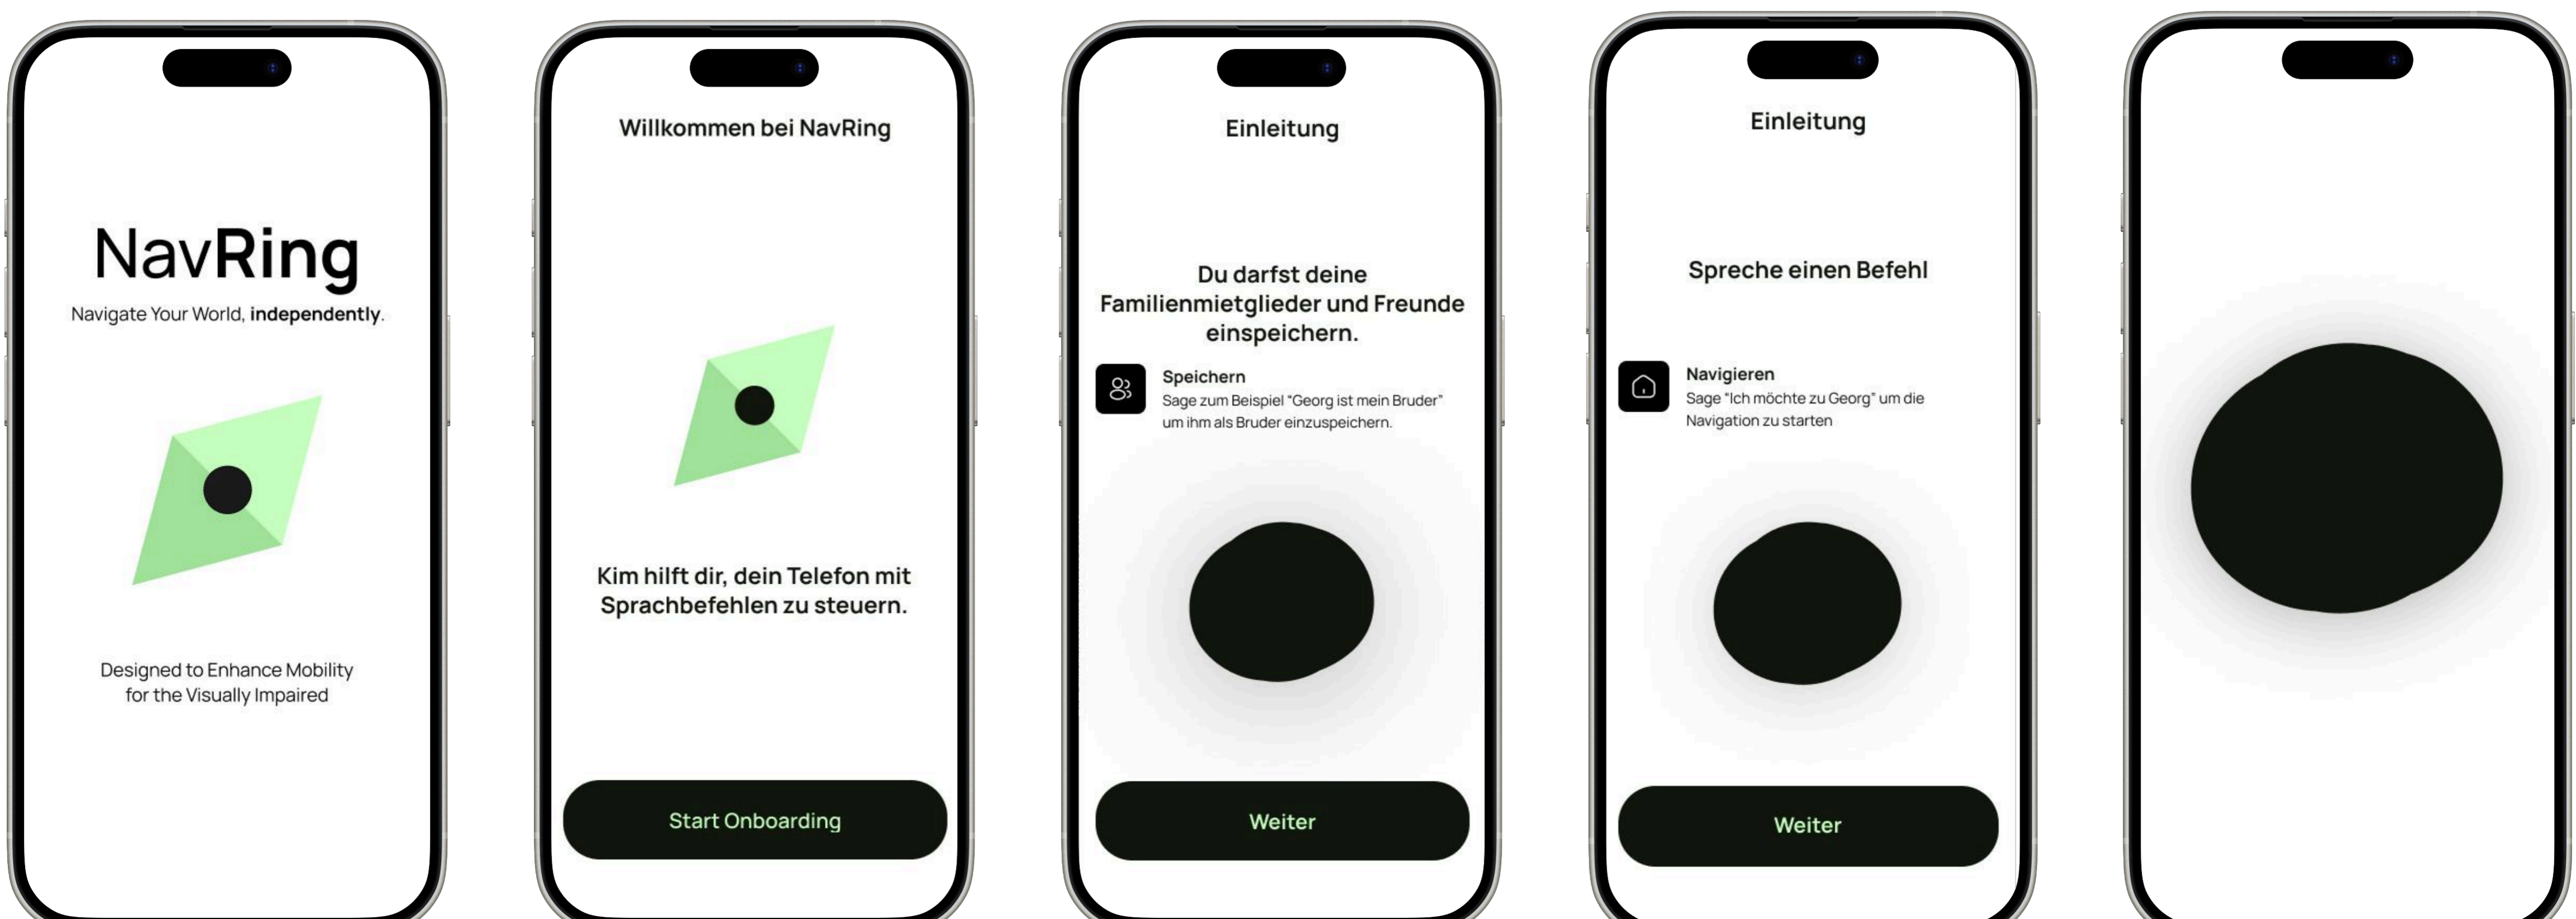 NavRing
Navigate Your World, independently.
Designed to Enhance Mobility
for the Visually Impaired
Willkommen bei NavRing
Kim hilft dir, dein Telefon mit
Sprachbefehlen zu steuern.
Start Onboarding
Einleitung
Du darfst deine
Familienmietglieder und Freunde
einspeichern.
Speichern
Sage zum Beispiel “Georg ist mein Bruder”
um ihm als Bruder einzuspeichern.
Weiter
Einleitung
Spreche einen Befehl
Navigieren
Sage “Ich möchte zu Georg” um die
Navigation zu starten
Weiter